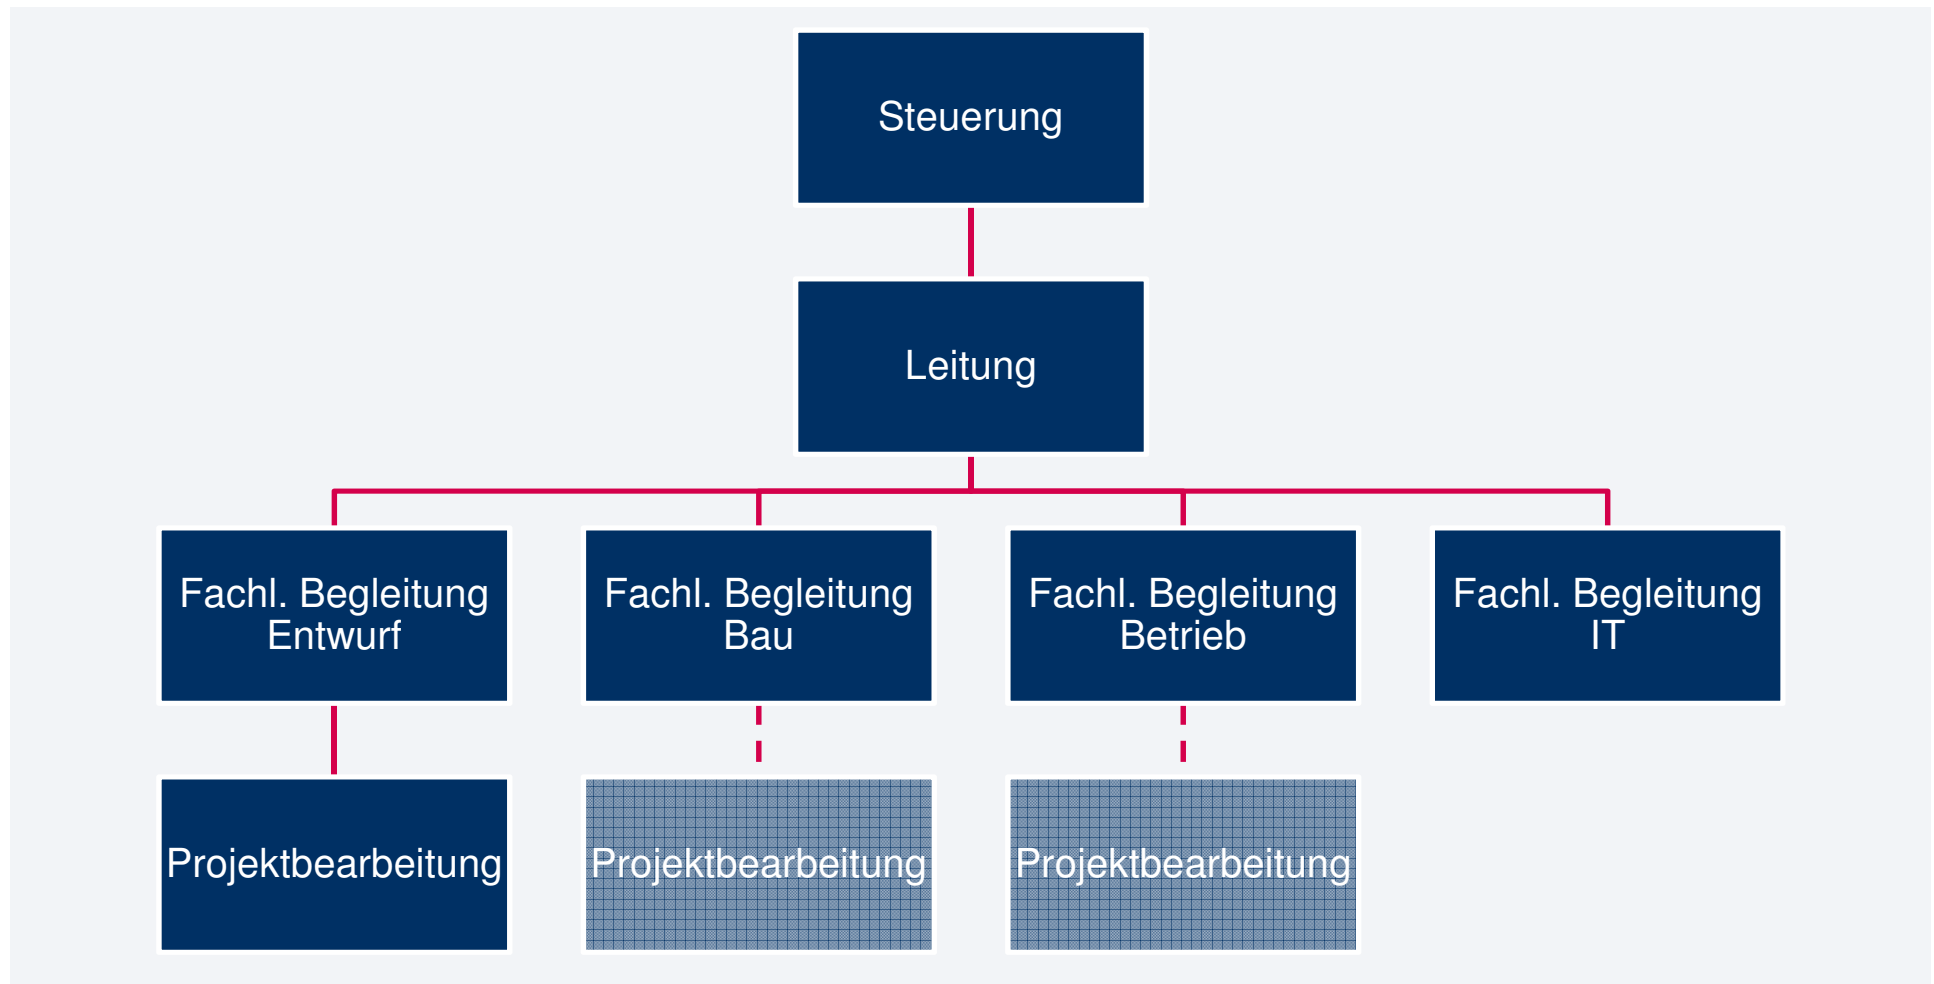 Steuerung
Leitung
Fachl. Begleitung
Entwurf
Fachl. Begleitung
Bau
Fachl. Begleitung
Betrieb
Fachl. Begleitung
IT
Projektbearbeitung
Projektbearbeitung
Projektbearbeitung